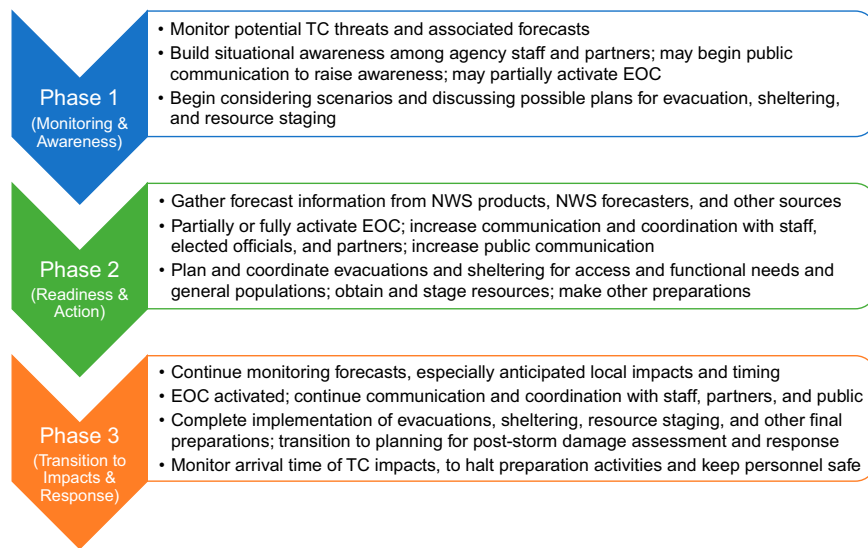 Phase 1
(Monitoring &
Awareness)
• Monitor potential TC threats and associated forecasts
• Build situational awareness among agency staff and partners; may begin public
communication to raise awareness; may partially activate EOC
• Begin considering scenarios and discussing possible plans for evacuation, sheltering,
and resource staging
Phase 2
(Readiness &
Action)
• Gather forecast information from NWS products, NWS forecasters, and other sources
• Partially or fully activate EOC; increase communication and coordination with staff,
elected officials, and partners; increase public communication
• Plan and coordinate evacuations and sheltering for access and functional needs and
general populations; obtain and stage resources; make other preparations
Phase 3
(Transition to
Impacts &
Response)
• Continue monitoring forecasts, especially anticipated local impacts and timing
• EOC activated; continue communication and coordination with staff, partners, and public
• Complete implementation of evacuations, sheltering, resource staging, and other final
preparations; transition to planning for post-storm damage assessment and response
• Monitor arrival time of TC impacts, to halt preparation activities and keep personnel safe